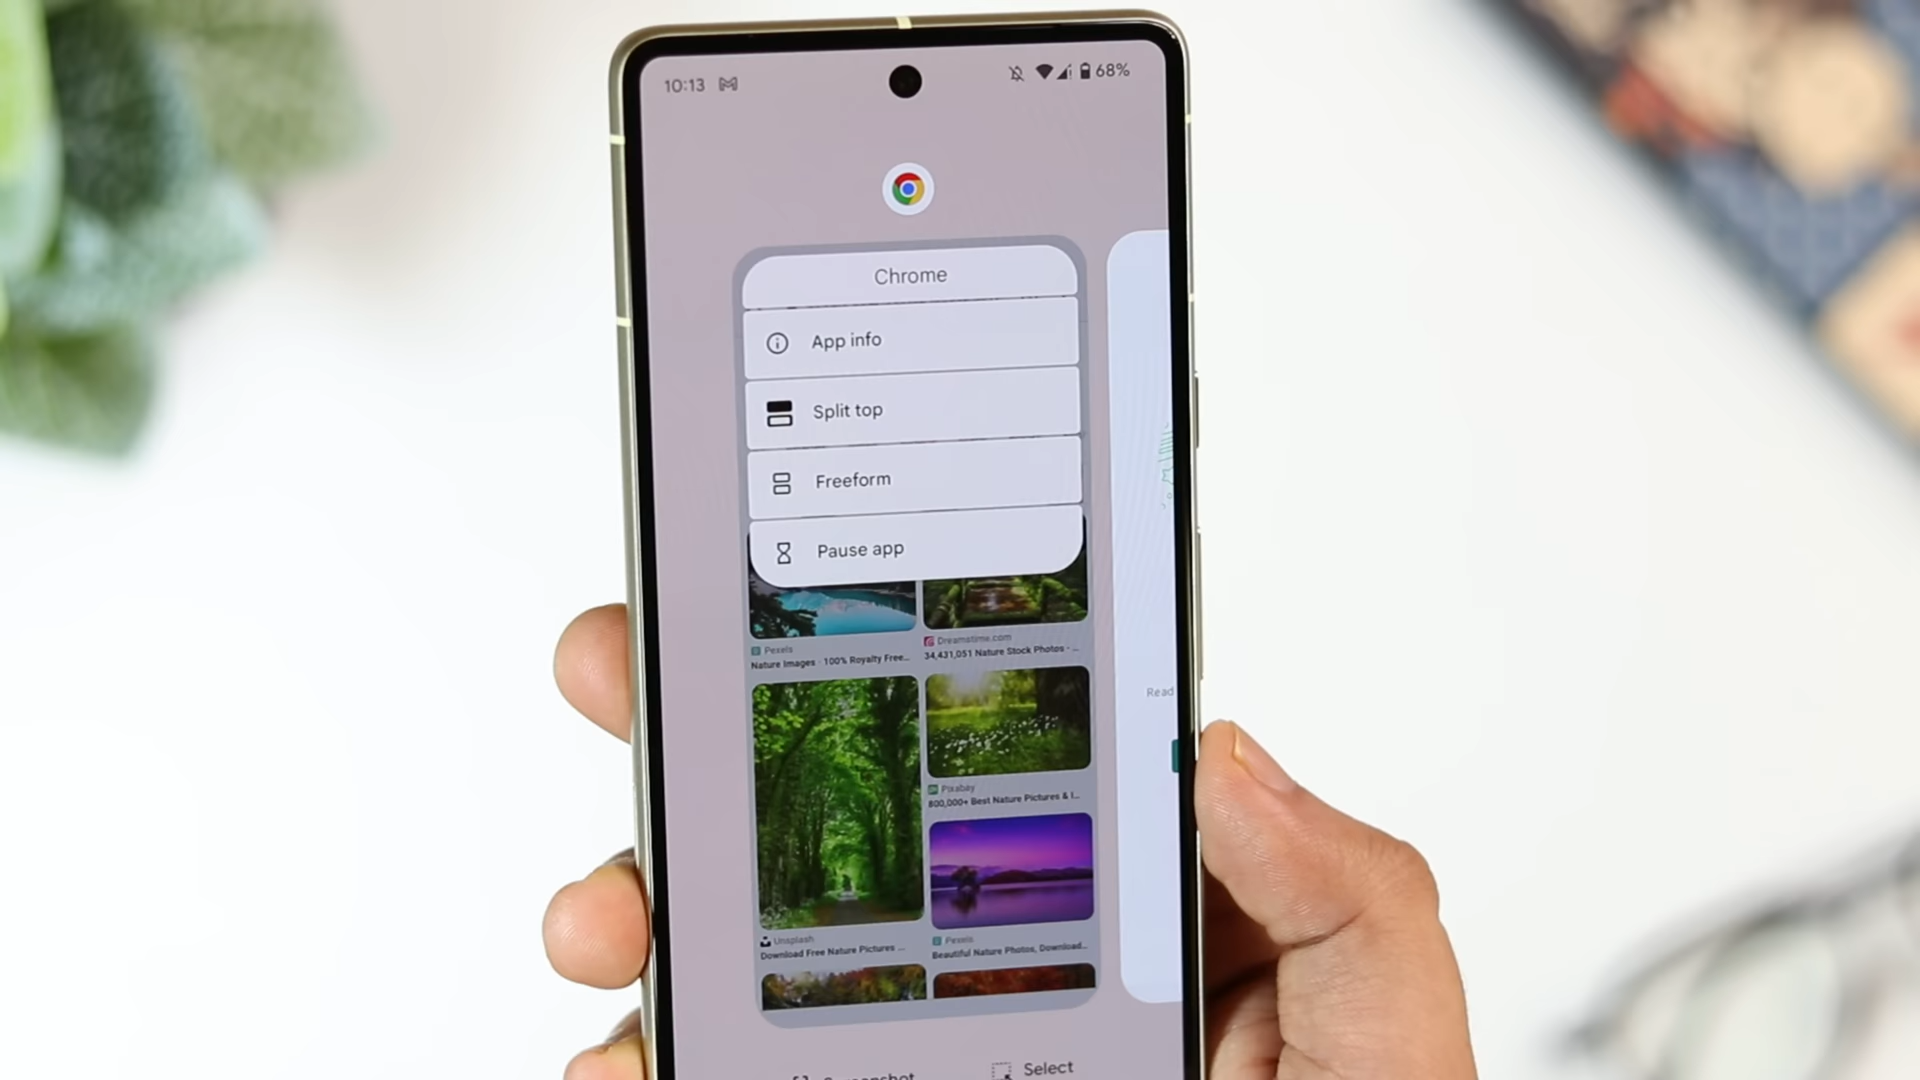 10:13
68%
Chrome
App info
Split top
Freeform
Pause app
Pexels
Nature Images · 100% Royalty Free...
Dreamstime.com
34,431,051 Nature Stock Photos - ...
Read
Pixabay
800,000+ Best Nature Pictures & I...
Unsplash
Download Free Nature Pictures ...
Pexels
Beautiful Nature Photos, Download...
Screenshot
Select